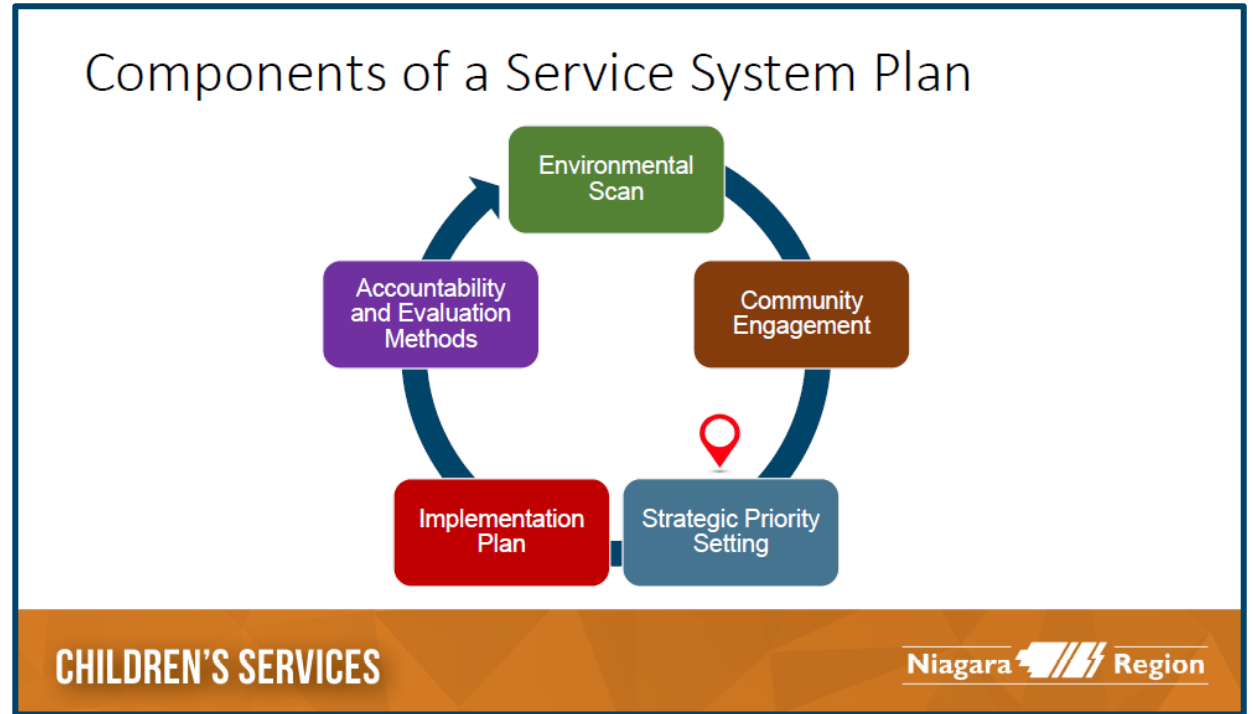 Components of a Service System Plan
Environmental
Scan
Community
Engagement
Strategic Priority
Setting
Implementation
Plan
Accountability
and Evaluation
Methods
CHILDREN'S SERVICES
Niagara Region